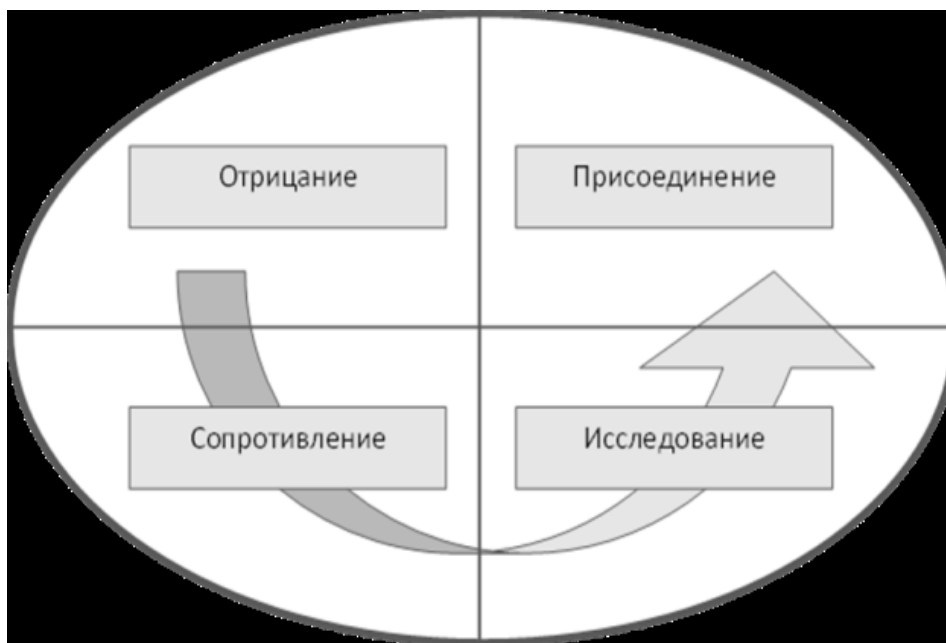 Отрицание
Присоединение
Сопротивление
Исследование